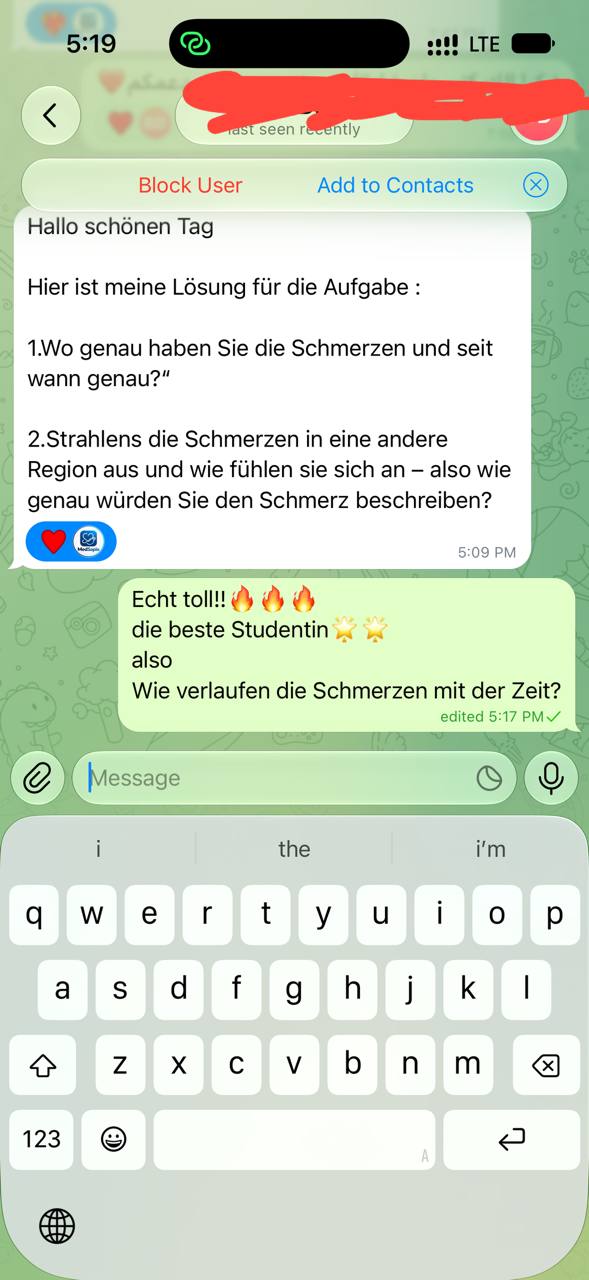 5:19
LTE
last seen recently
Block User
Add to Contacts
Hallo schönen Tag
Hier ist meine Lösung für die Aufgabe :
1.Wo genau haben Sie die Schmerzen und seit
wann genau?“
2.Strahlens die Schmerzen in eine andere
Region aus und wie fühlen sie sich an – also wie
genau würden Sie den Schmerz beschreiben?
5:09 PM
Echt toll!!🔥🔥🔥
die beste Studentin🌟🌟
also
Wie verlaufen die Schmerzen mit der Zeit?
edited 5:17 PM
Message
i the i’m
q w e r t y u i o p
a s d f g h j k l
z x c v b n m
123
A